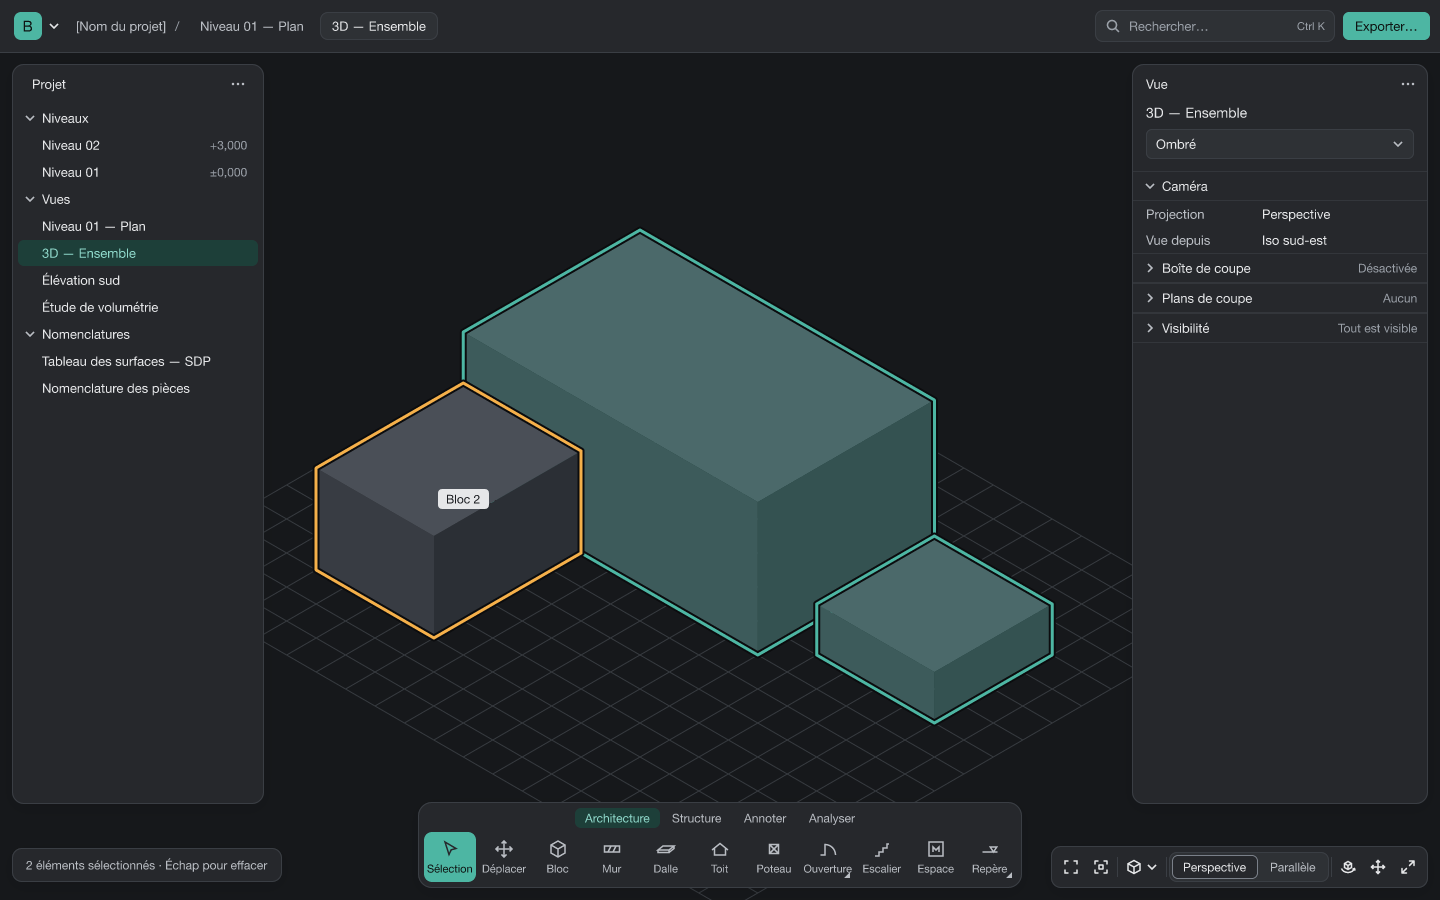 B
[Nom du projet] /
Niveau 01 — Plan
3D — Ensemble
Rechercher…
Ctrl K
Exporter…
Projet
Niveaux
Niveau 02
+3,000
Niveau 01
±0,000
Vues
Niveau 01 — Plan
3D — Ensemble
Élévation sud
Étude de volumétrie
Nomenclatures
Tableau des surfaces — SDP
Nomenclature des pièces
Bloc 2
Vue
3D — Ensemble
Ombré
Caméra
Projection
Perspective
Vue depuis
Iso sud-est
Boîte de coupe
Désactivée
Plans de coupe
Aucun
Visibilité
Tout est visible
2 éléments sélectionnés · Échap pour effacer
Architecture
Structure
Annoter
Analyser
Sélection
Déplacer
Bloc
Mur
Dalle
Toit
Poteau
Ouverture
Escalier
Espace
Repère
Perspective
Parallèle